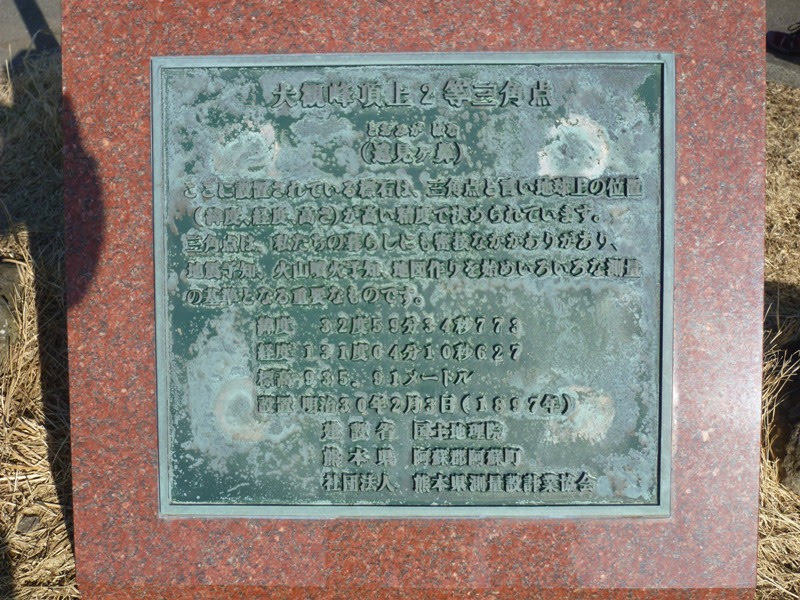 大観峰頂上2等三角点
とおみが はな
(遠見ヶ鼻)
ここに設置されている標石は、三角点と言い地球上の位置
(緯度、経度、高さ)が高い精度で決められています。
三角点は、私たちの暮らしとも密接なかかわりがあり、
地震予知、火山噴火予知、地図作りを始めいろいろな測量
の基準となる重要なものです。
緯度 32度59分34秒773
経度 131度04分10秒627
標高 935.91メートル
設置 明治30年2月3日(1897年)
建設省 国土地理院
熊本県 阿蘇郡阿蘇町
社団法人、熊本県測量設計業協会